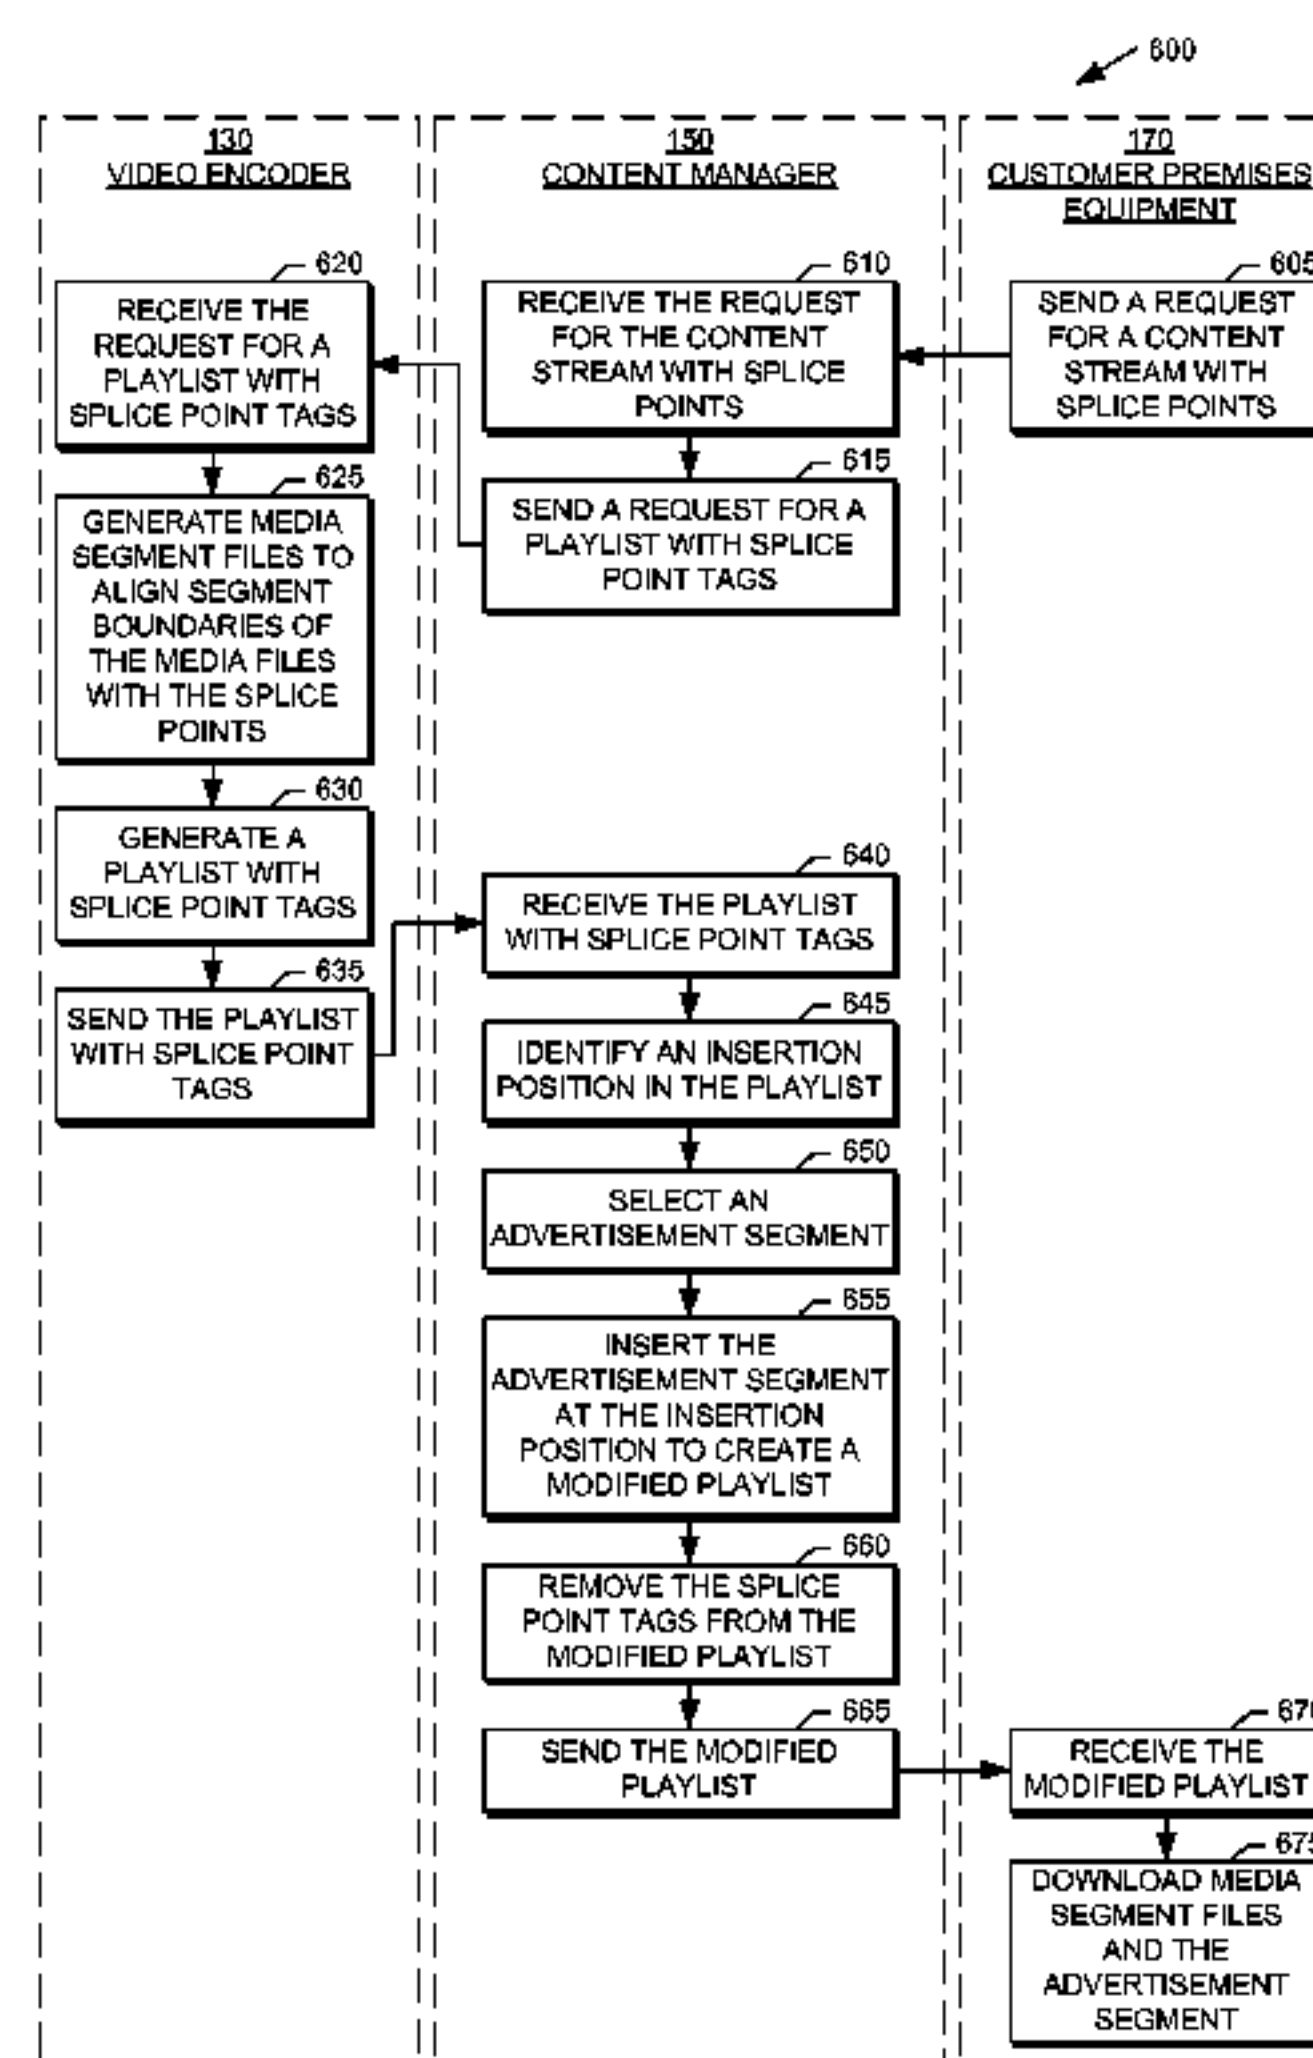 600
130
VIDEO ENCODER
150
CONTENT MANAGER
170
CUSTOMER PREMISES
EQUIPMENT
620
RECEIVE THE
REQUEST FOR A
PLAYLIST WITH
SPLICE POINT TAGS
610
RECEIVE THE REQUEST
FOR THE CONTENT
STREAM WITH SPLICE
POINTS
605
SEND A REQUEST
FOR A CONTENT
STREAM WITH
SPLICE POINTS
615
SEND A REQUEST FOR A
PLAYLIST WITH SPLICE
POINT TAGS
625
GENERATE MEDIA
SEGMENT FILES TO
ALIGN SEGMENT
BOUNDARIES OF
THE MEDIA FILES
WITH THE SPLICE
POINTS
630
GENERATE A
PLAYLIST WITH
SPLICE POINT TAGS
635
SEND THE PLAYLIST
WITH SPLICE POINT
TAGS
640
RECEIVE THE PLAYLIST
WITH SPLICE POINT TAGS
645
IDENTIFY AN INSERTION
POSITION IN THE PLAYLIST
650
SELECT AN
ADVERTISEMENT SEGMENT
655
INSERT THE
ADVERTISEMENT SEGMENT
AT THE INSERTION
POSITION TO CREATE A
MODIFIED PLAYLIST
660
REMOVE THE SPLICE
POINT TAGS FROM THE
MODIFIED PLAYLIST
665
SEND THE MODIFIED
PLAYLIST
670
RECEIVE THE
MODIFIED PLAYLIST
675
DOWNLOAD MEDIA
SEGMENT FILES
AND THE
ADVERTISEMENT
SEGMENT